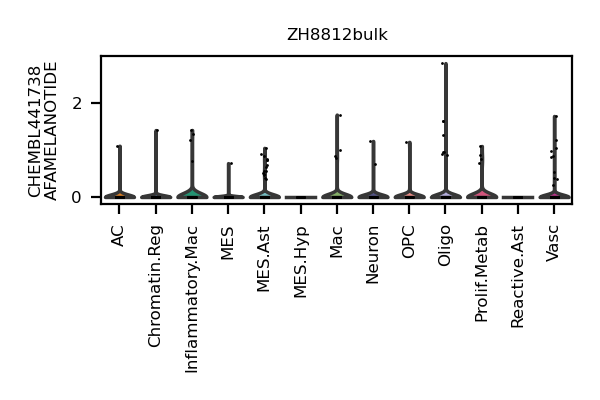 ZH8812bulk
CHEMBL441738
AFAMELANOTIDE
2
0
AC
Chromatin.Reg
Inflammatory.Mac
MES
MES.Ast
MES.Hyp
Mac
Neuron
OPC
Oligo
Prolif.Metab
Reactive.Ast
Vasc